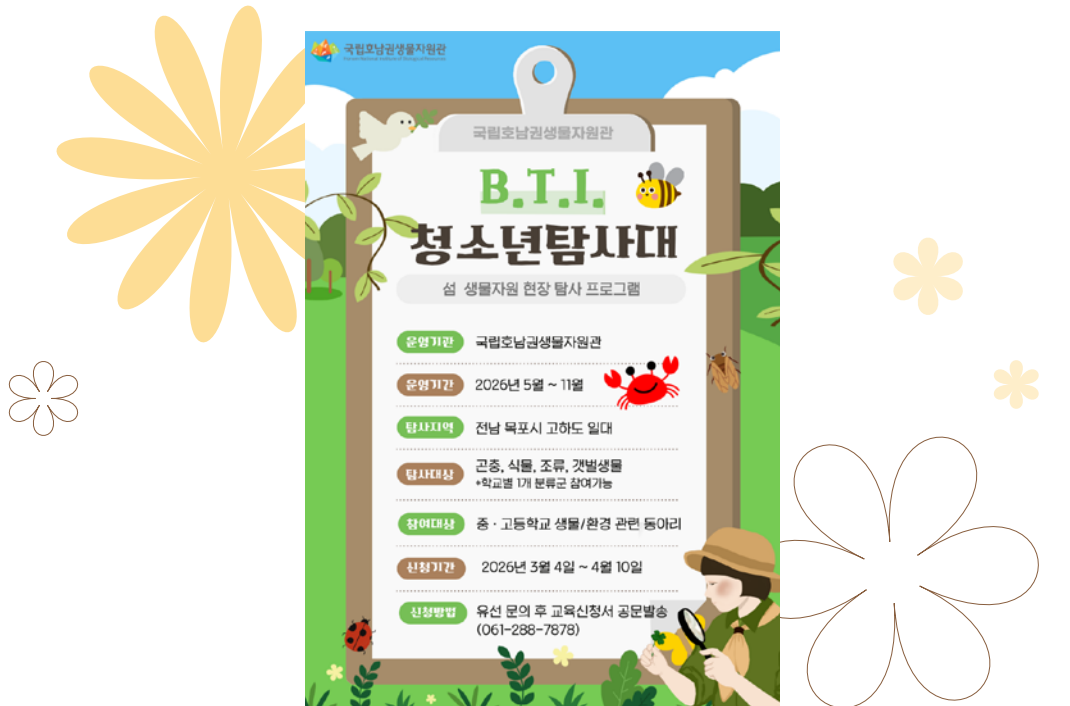 국립호남권생물자원관
국립호남권생물자원관
B.T.I.
청소년탐사대
섬 생물자원 현장 탐사 프로그램
운영기관 국립호남권생물자원관
운영기간 2026년 5월 ~ 11월
탐사지역 전남 목포시 고하도 일대
탐사대상 곤충, 식물, 조류, 갯벌생물
*학교별 1개 분류군 참여가능
참여대상 중 · 고등학교 생물/환경 관련 동아리
신청기간 2026년 3월 4일 ~ 4월 10일
신청방법 유선 문의 후 교육신청서 공문발송
(061-288-7878)